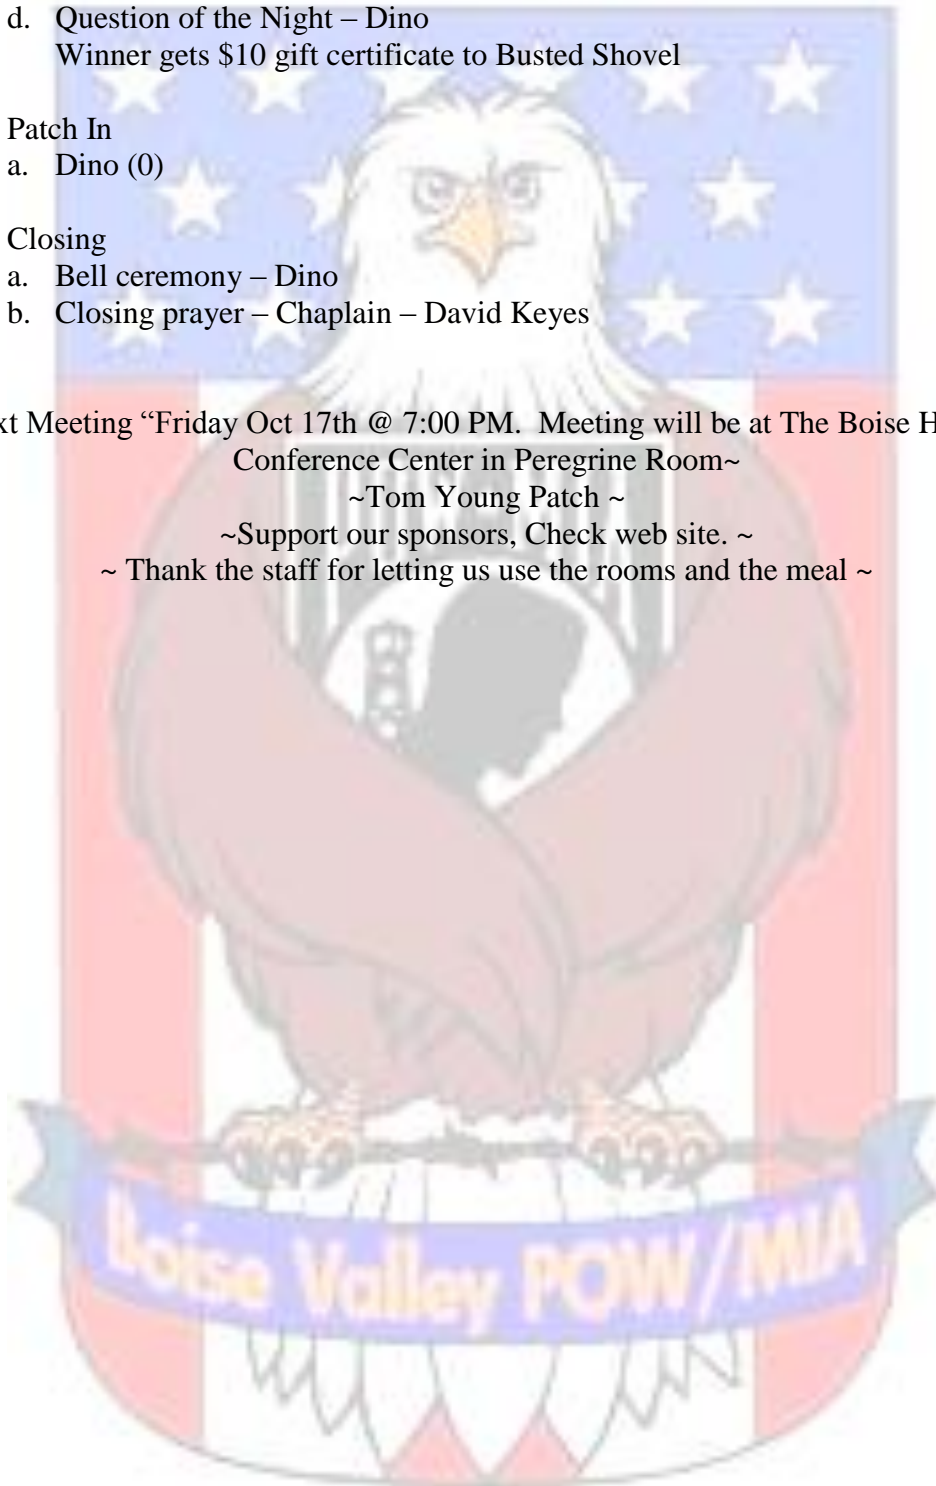 d. Question of the Night – Dino
Winner gets $10 gift certificate to Busted Shovel
Patch In
a. Dino (0)
Closing
a. Bell ceremony – Dino
b. Closing prayer – Chaplain – David Keyes
xt Meeting “Friday Oct 17th @ 7:00 PM. Meeting will be at The Boise H
Conference Center in Peregrine Room~
~Tom Young Patch ~
~Support our sponsors, Check web site. ~
~ Thank the staff for letting us use the rooms and the meal ~
Boise Valley POW/MIA